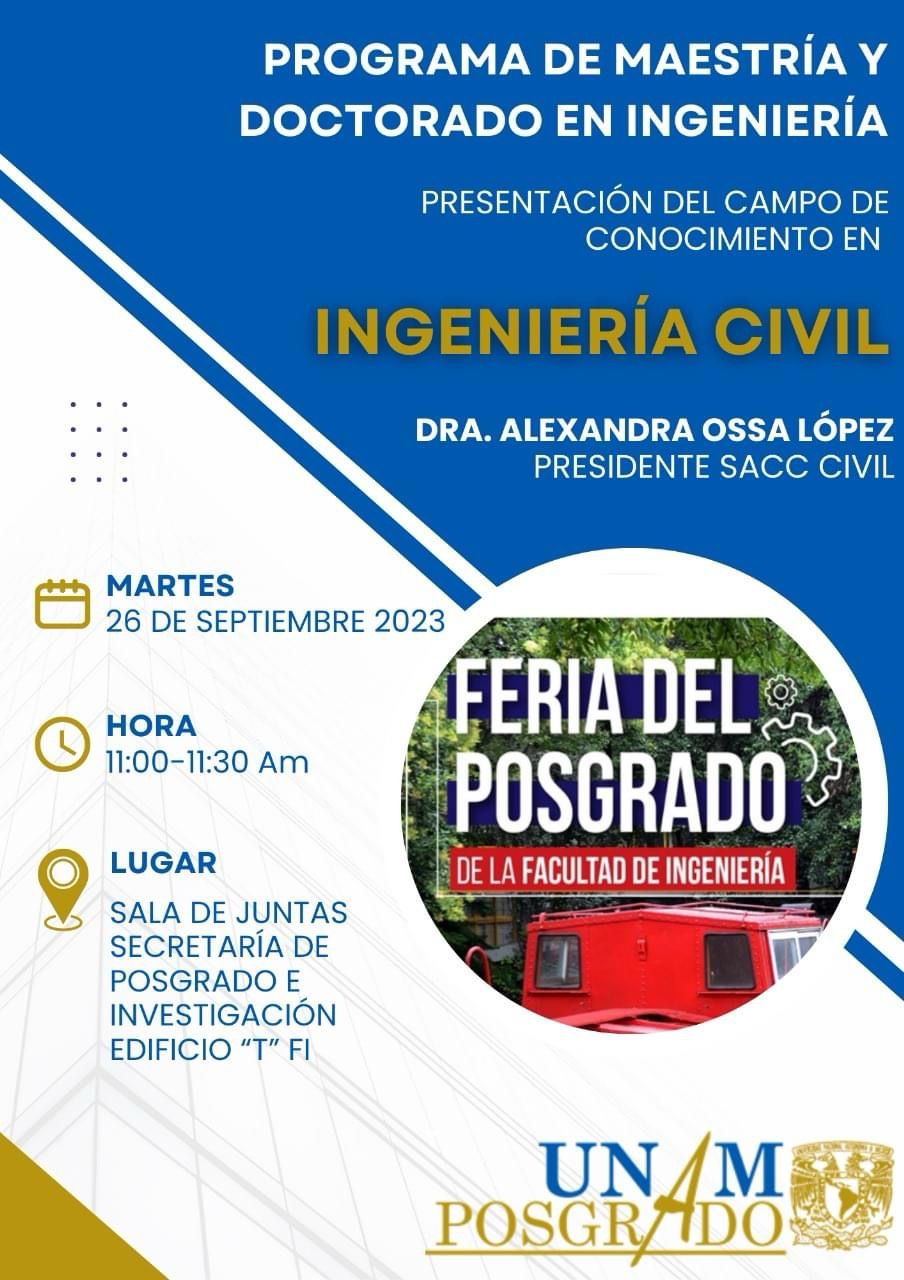 PROGRAMA DE MAESTRÍA Y
DOCTORADO EN INGENIERÍA
PRESENTACIÓN DEL CAMPO DE
CONOCIMIENTO EN
INGENIERÍA CIVIL
DRA. ALEXANDRA OSSA LÓPEZ
PRESIDENTE SACC CIVIL
MARTES
26 DE SEPTIEMBRE 2023
HORA
11:00-11:30 Am
LUGAR
SALA DE JUNTAS
SECRETARÍA DE
POSGRADO E
INVESTIGACIÓN
EDIFICIO “T” FI
FERIA DEL
POSGRADO
DE LA FACULTAD DE INGENIERÍA
UNAM
POSGRADO